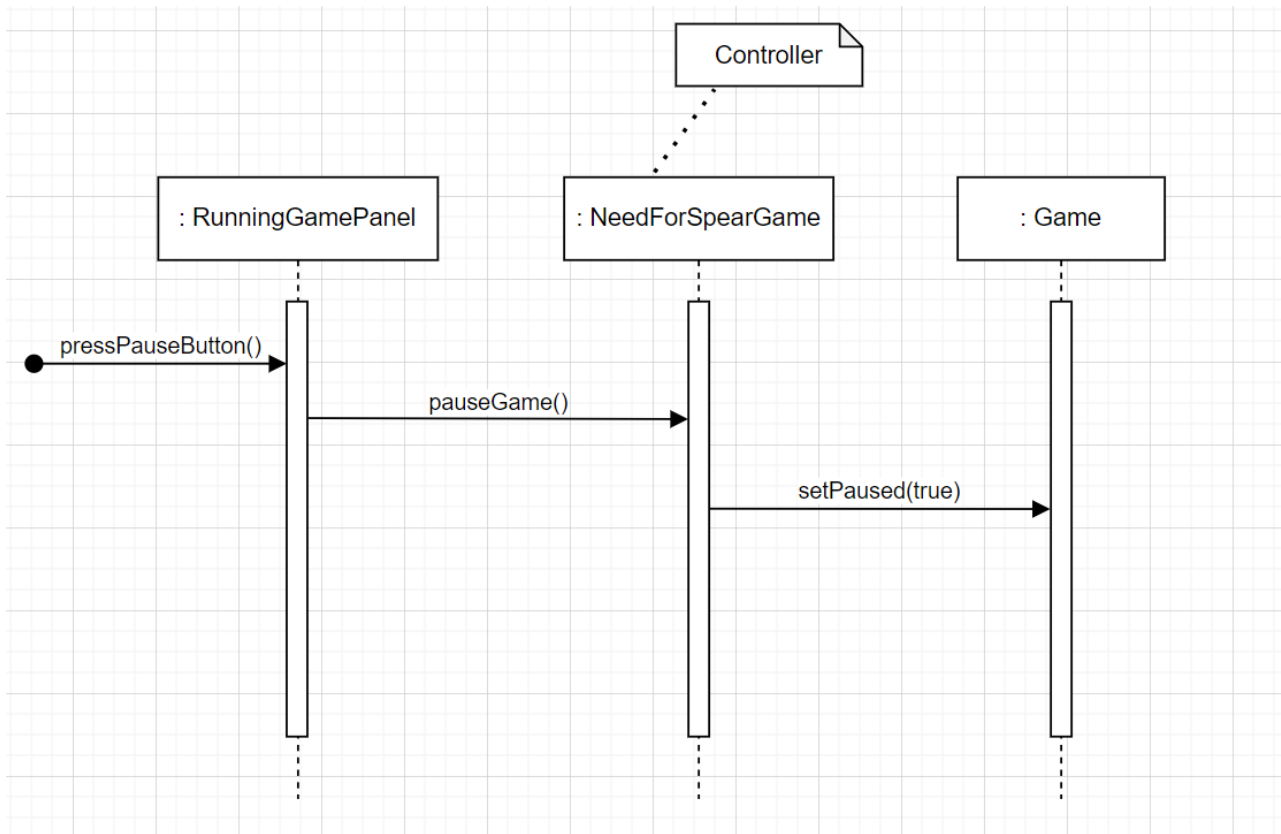 Controller
: RunningGamePanel
: NeedForSpearGame
: Game
pressPauseButton()
pauseGame()
setPaused(true)